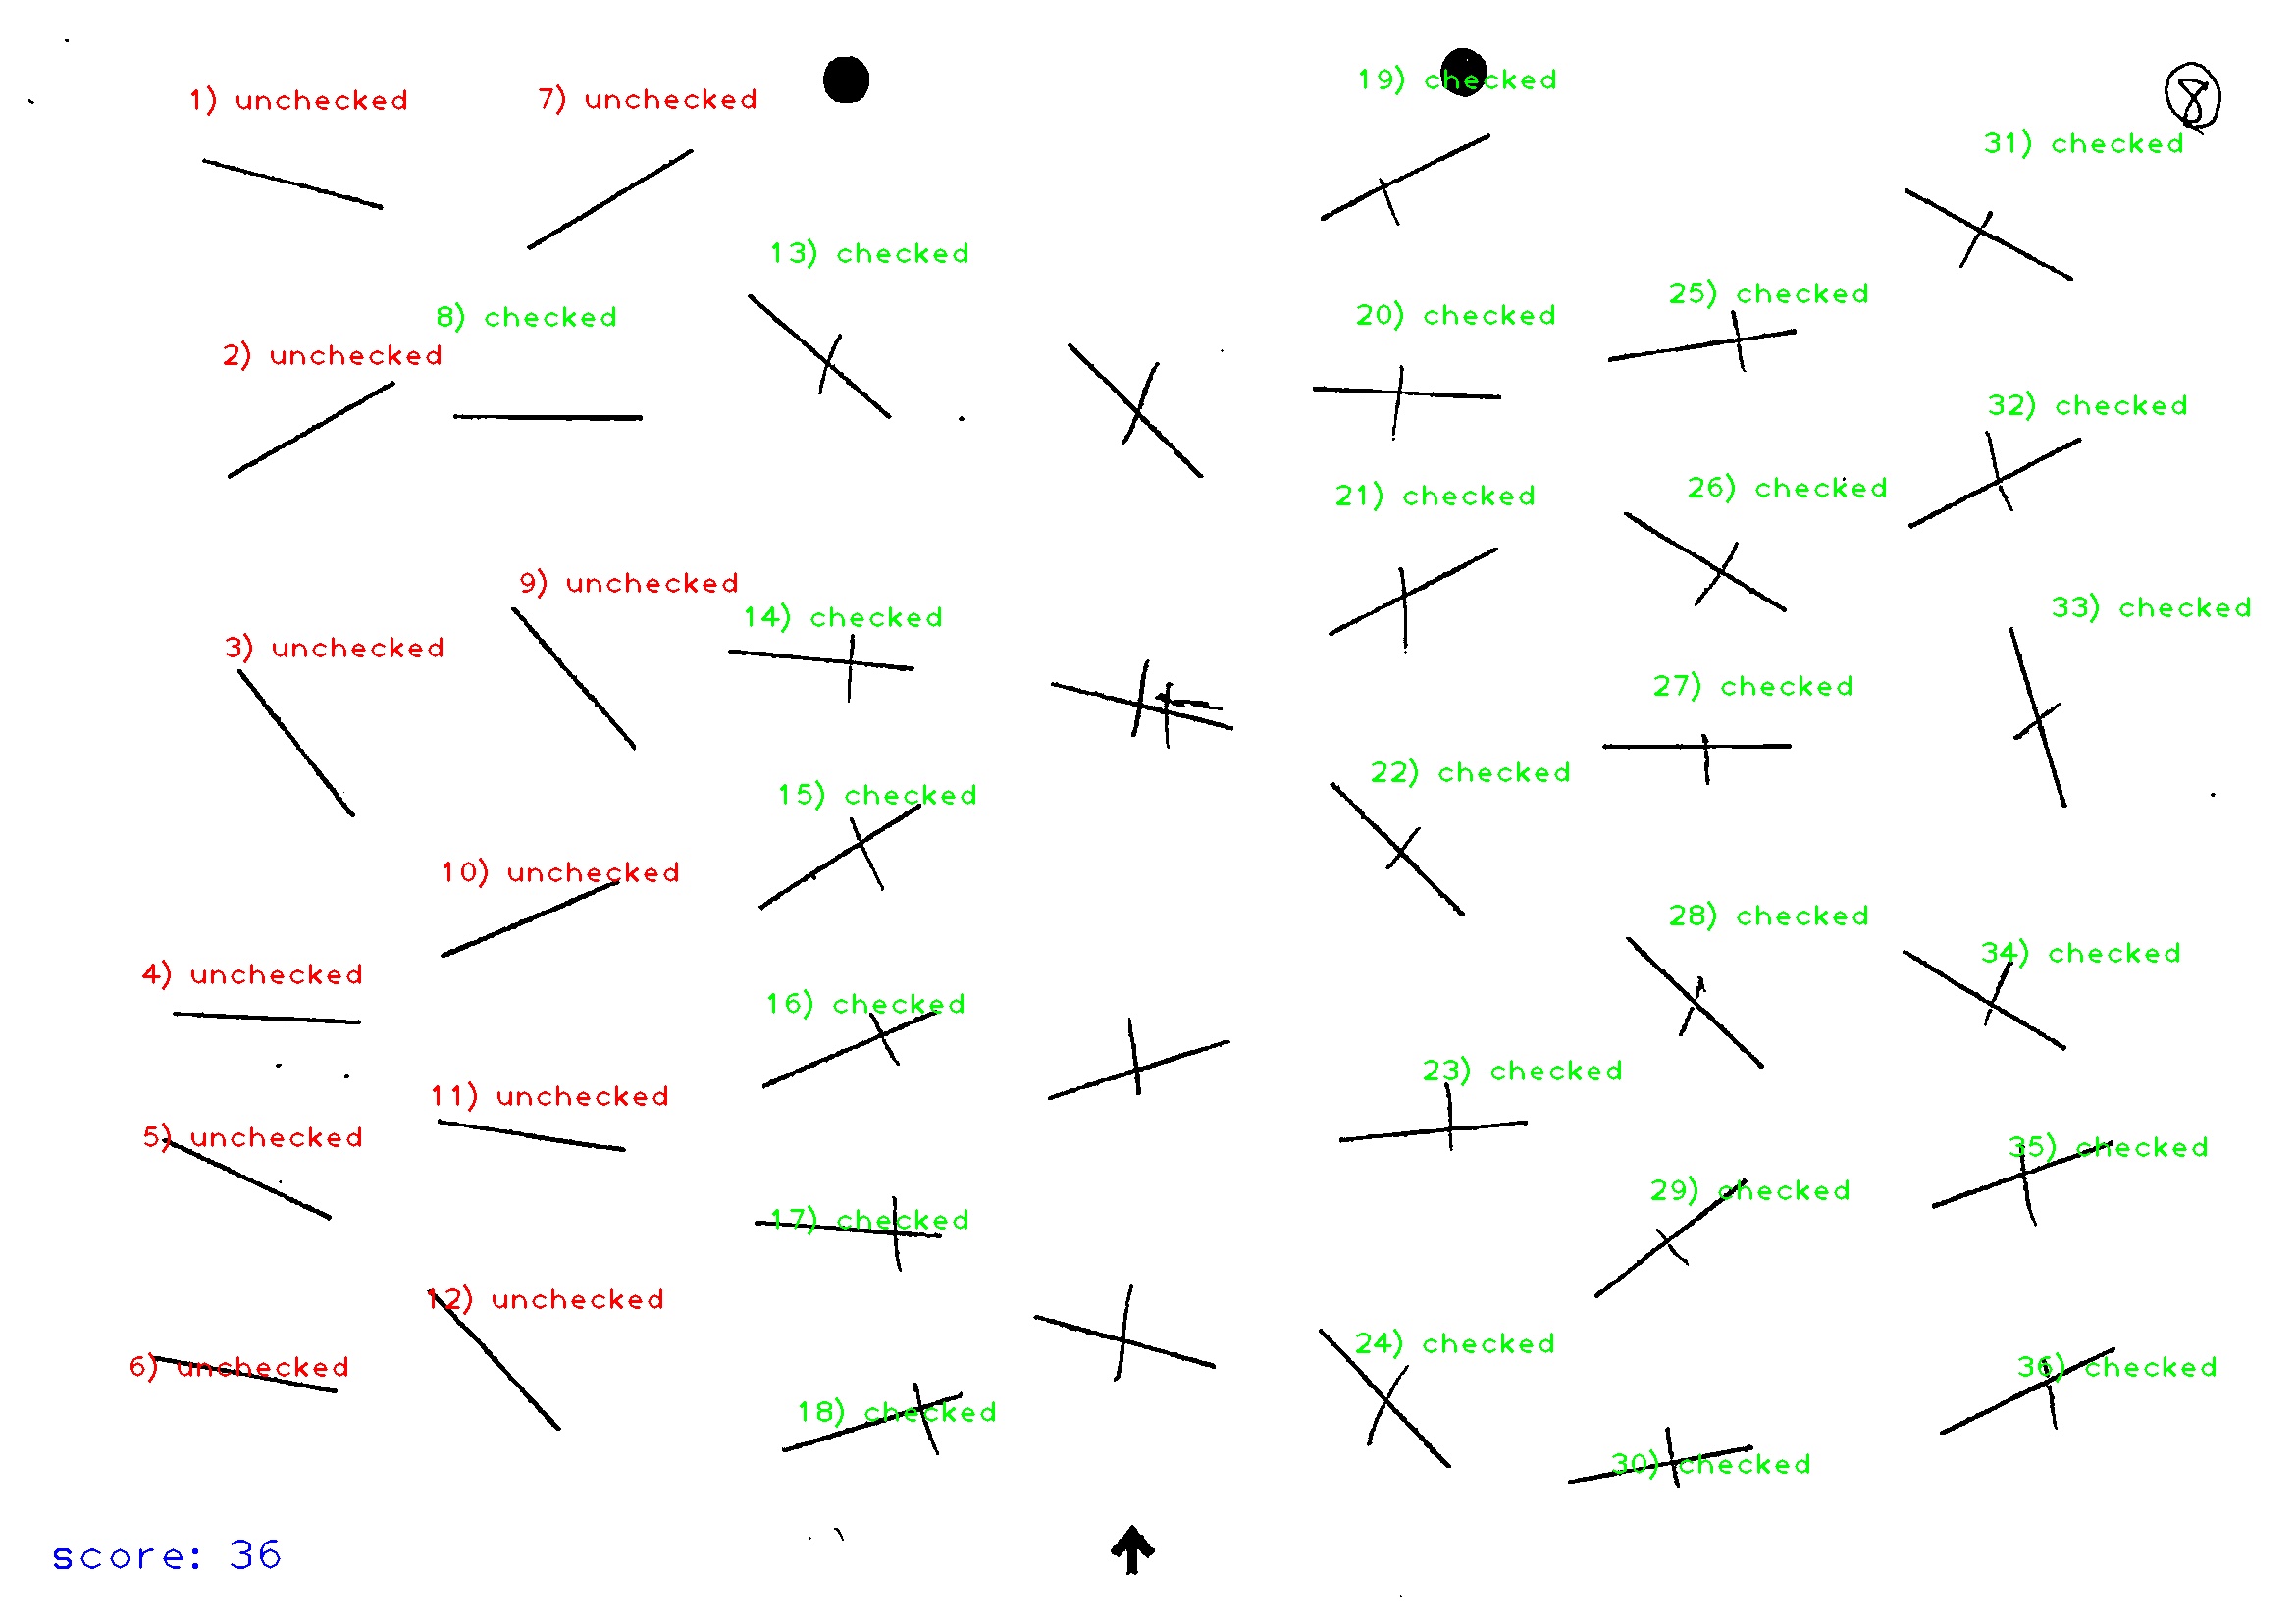 8
1) unchecked
7) unchecked
19) checked
31) checked
13) checked
8) checked
2) unchecked
20) checked
25) checked
32) checked
21) checked
26) checked
9) unchecked
14) checked
33) checked
3) unchecked
27) checked
15) checked
22) checked
10) unchecked
28) checked
4) unchecked
16) checked
34) checked
11) unchecked
23) checked
5) unchecked
35) checked
17) checked
29) checked
12) unchecked
24) checked
6) unchecked
36) checked
18) checked
30) checked
score: 36